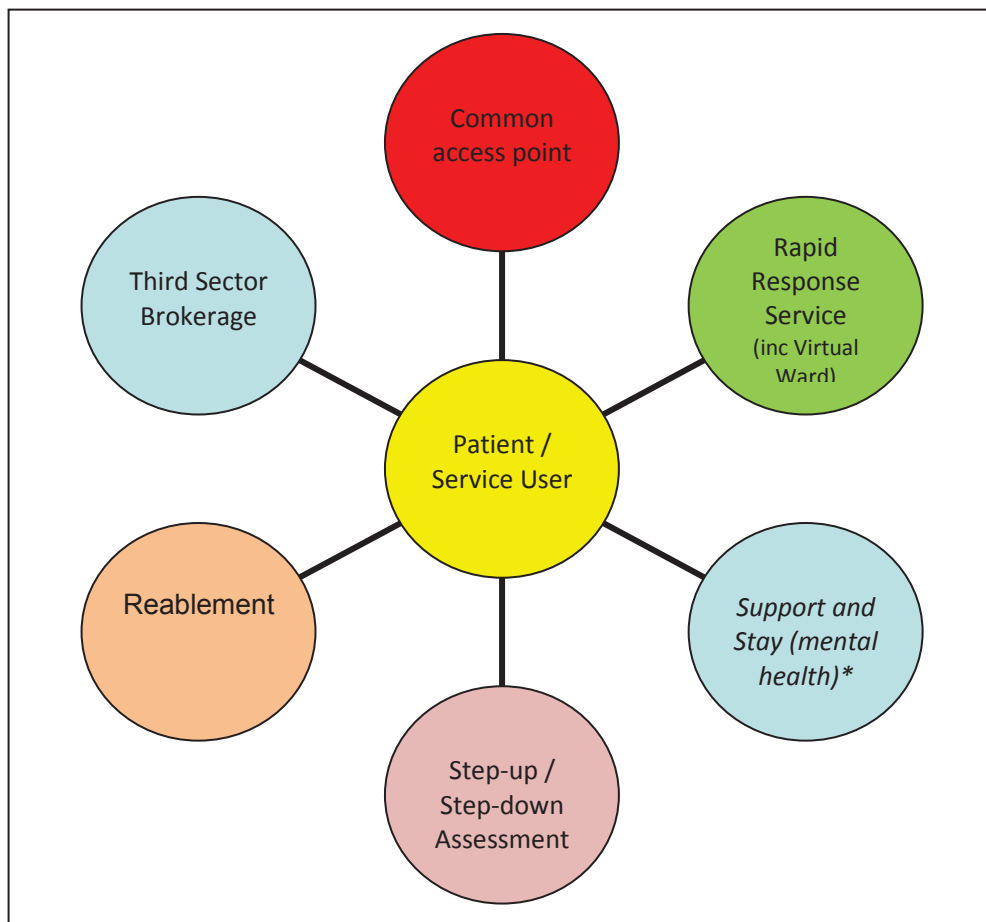 Common
access point
Third Sector
Brokerage
Rapid
Response
Service
(inc Virtual
Ward)
Patient /
Service User
Reablement
Support and
Stay (mental
health)*
Step-up /
Step-down
Assessment